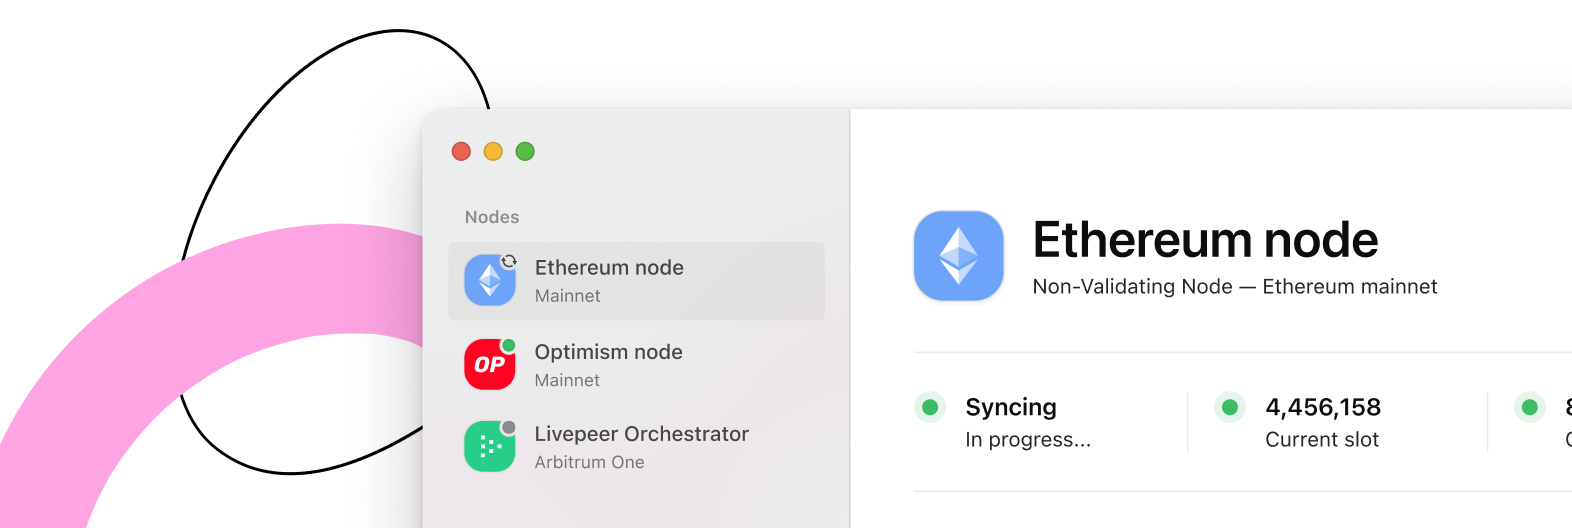 Nodes
Ethereum node
Mainnet
OP
Optimism node
Mainnet
Livepeer Orchestrator
Arbitrum One
Ethereum node
Non-Validating Node — Ethereum mainnet
Syncing
In progress...
4,456,158
Current slot